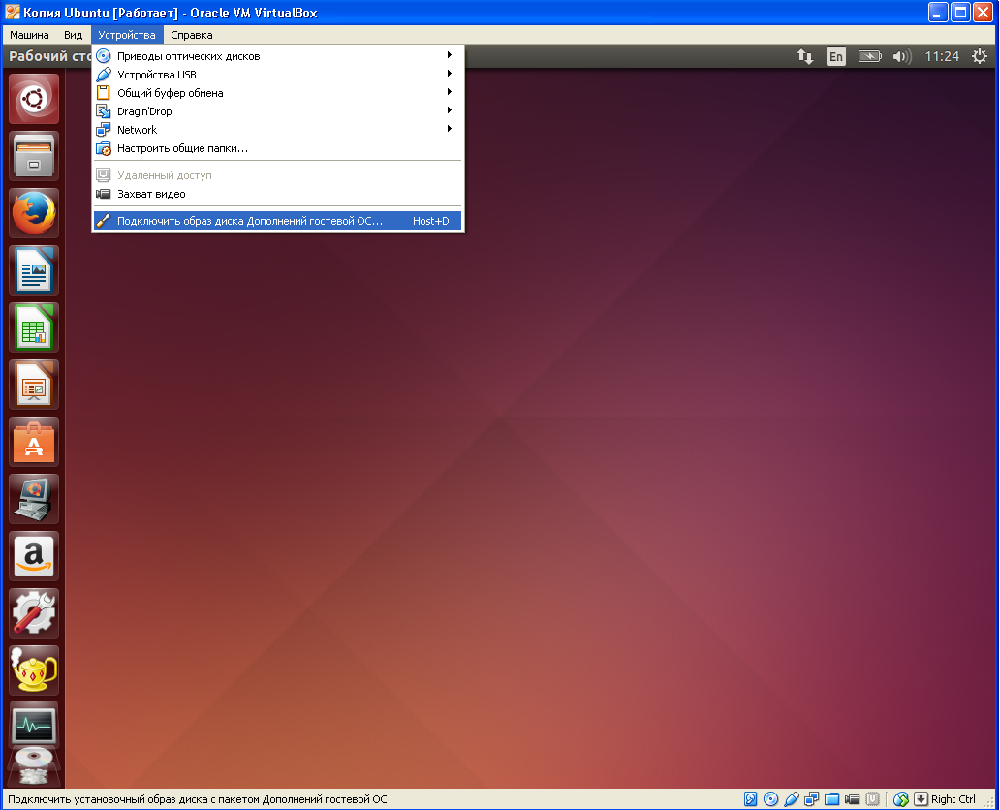 Копия Ubuntu [Работает] - Oracle VM VirtualBox
Машина Вид Устройства Справка
Рабочий сто En 11:24
Приводы оптических дисков
Устройства USB
Общий буфер обмена
Drag'n'Drop
Network
Настроить общие папки...
Удаленный доступ
Захват видео
Подключить образ диска Дополнений гостевой ОС... Host+D
Подключить установочный образ диска с пакетом Дополнений гостевой ОС Right Ctrl